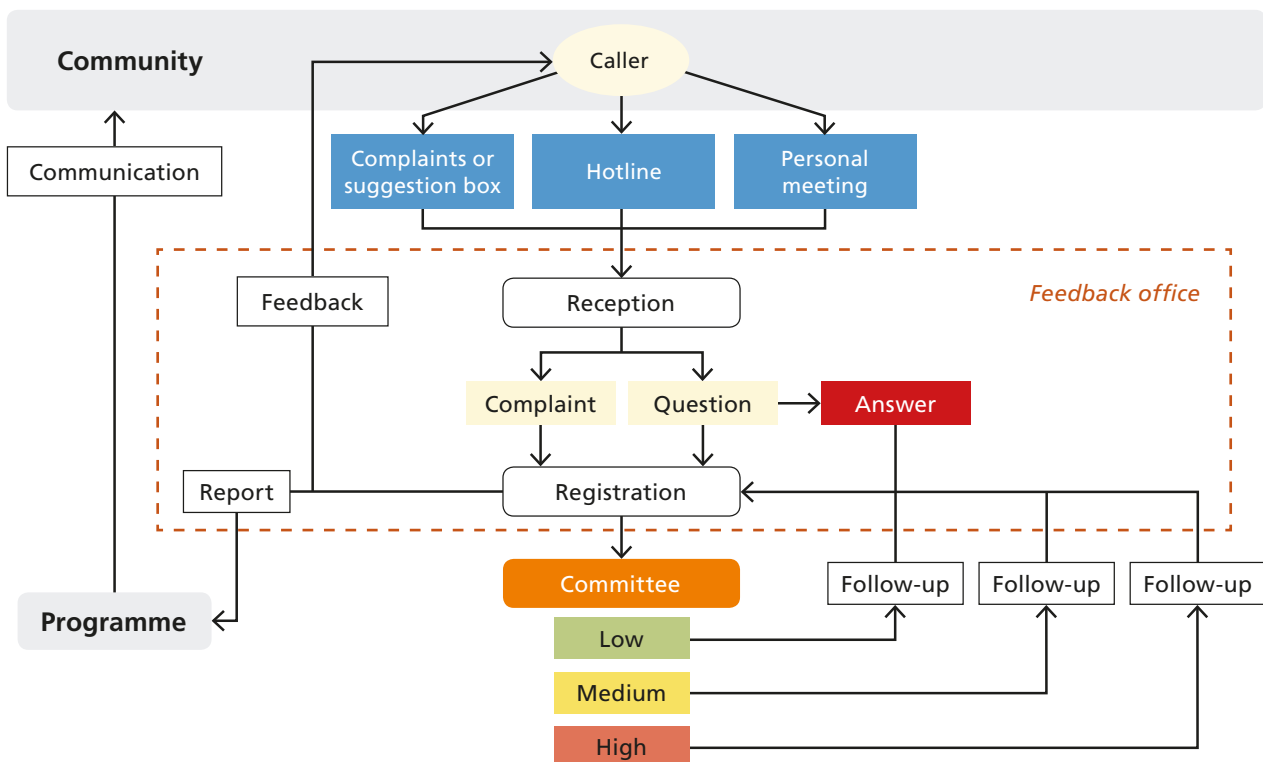 Community
Caller
Communication
Complaints or
suggestion box
Hotline
Personal
meeting
Feedback
Reception
Feedback office
Complaint
Question
Answer
Report
Registration
Committee
Follow-up
Follow-up
Follow-up
Programme
Low
Medium
High